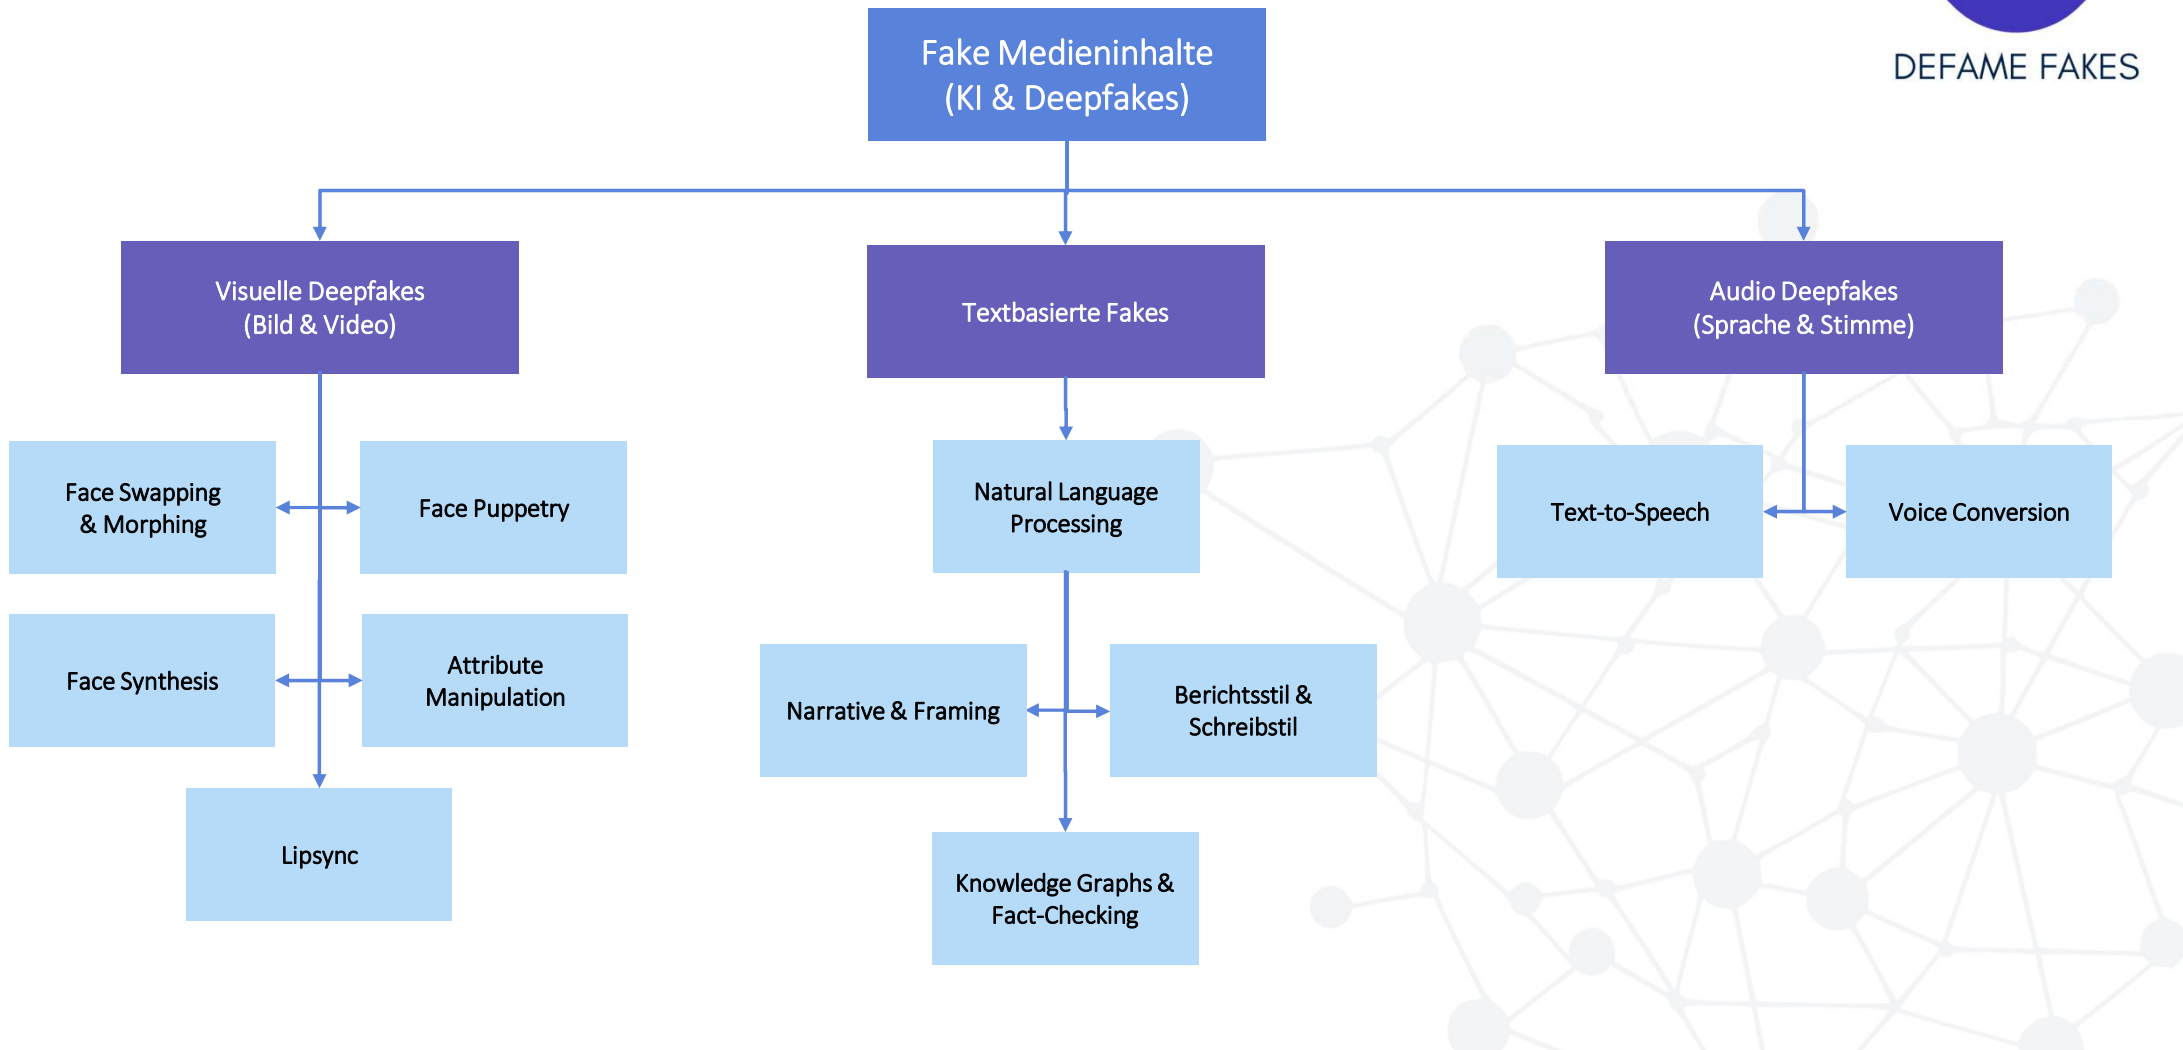 Fake Medieninhalte
(KI & Deepfakes)
DEFAME FAKES
Visuelle Deepfakes
(Bild & Video)
Textbasierte Fakes
Audio Deepfakes
(Sprache & Stimme)
Face Swapping
& Morphing
Face Puppetry
Natural Language
Processing
Text-to-Speech
Voice Conversion
Face Synthesis
Attribute
Manipulation
Narrative & Framing
Berichtsstil &
Schreibstil
Lipsync
Knowledge Graphs &
Fact-Checking